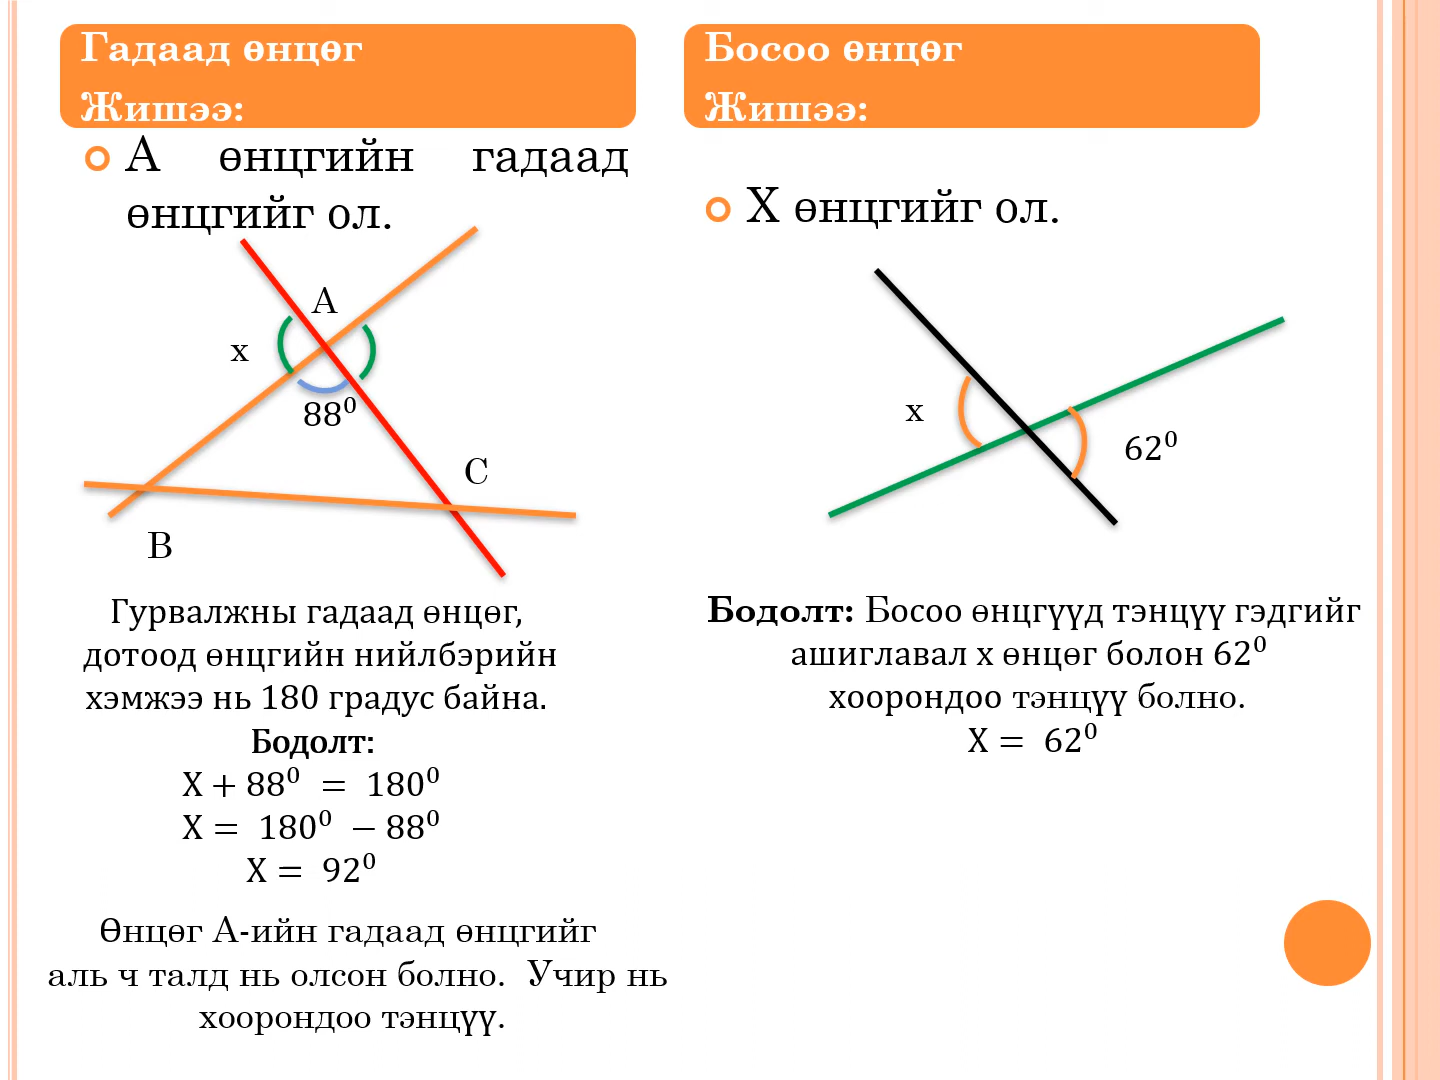 Гадаад өнцөг
Жишээ:
А өнцгийн гадаад
өнцгийг ол.
А
х
88⁰
С
В
Гурвалжны гадаад өнцөг,
дотоод өнцгийн нийлбэрийн
хэмжээ нь 180 градус байна.
Бодолт:
Х + 88⁰ = 180⁰
Х = 180⁰ − 88⁰
Х = 92⁰
Өнцөг А-ийн гадаад өнцгийг
аль ч талд нь олсон болно. Учир нь
хоорондоо тэнцүү.
Босоо өнцөг
Жишээ:
Х өнцгийг ол.
х
62⁰
Бодолт: Босоо өнцгүүд тэнцүү гэдгийг
ашиглавал х өнцөг болон 62⁰
хоорондоо тэнцүү болно.
Х = 62⁰